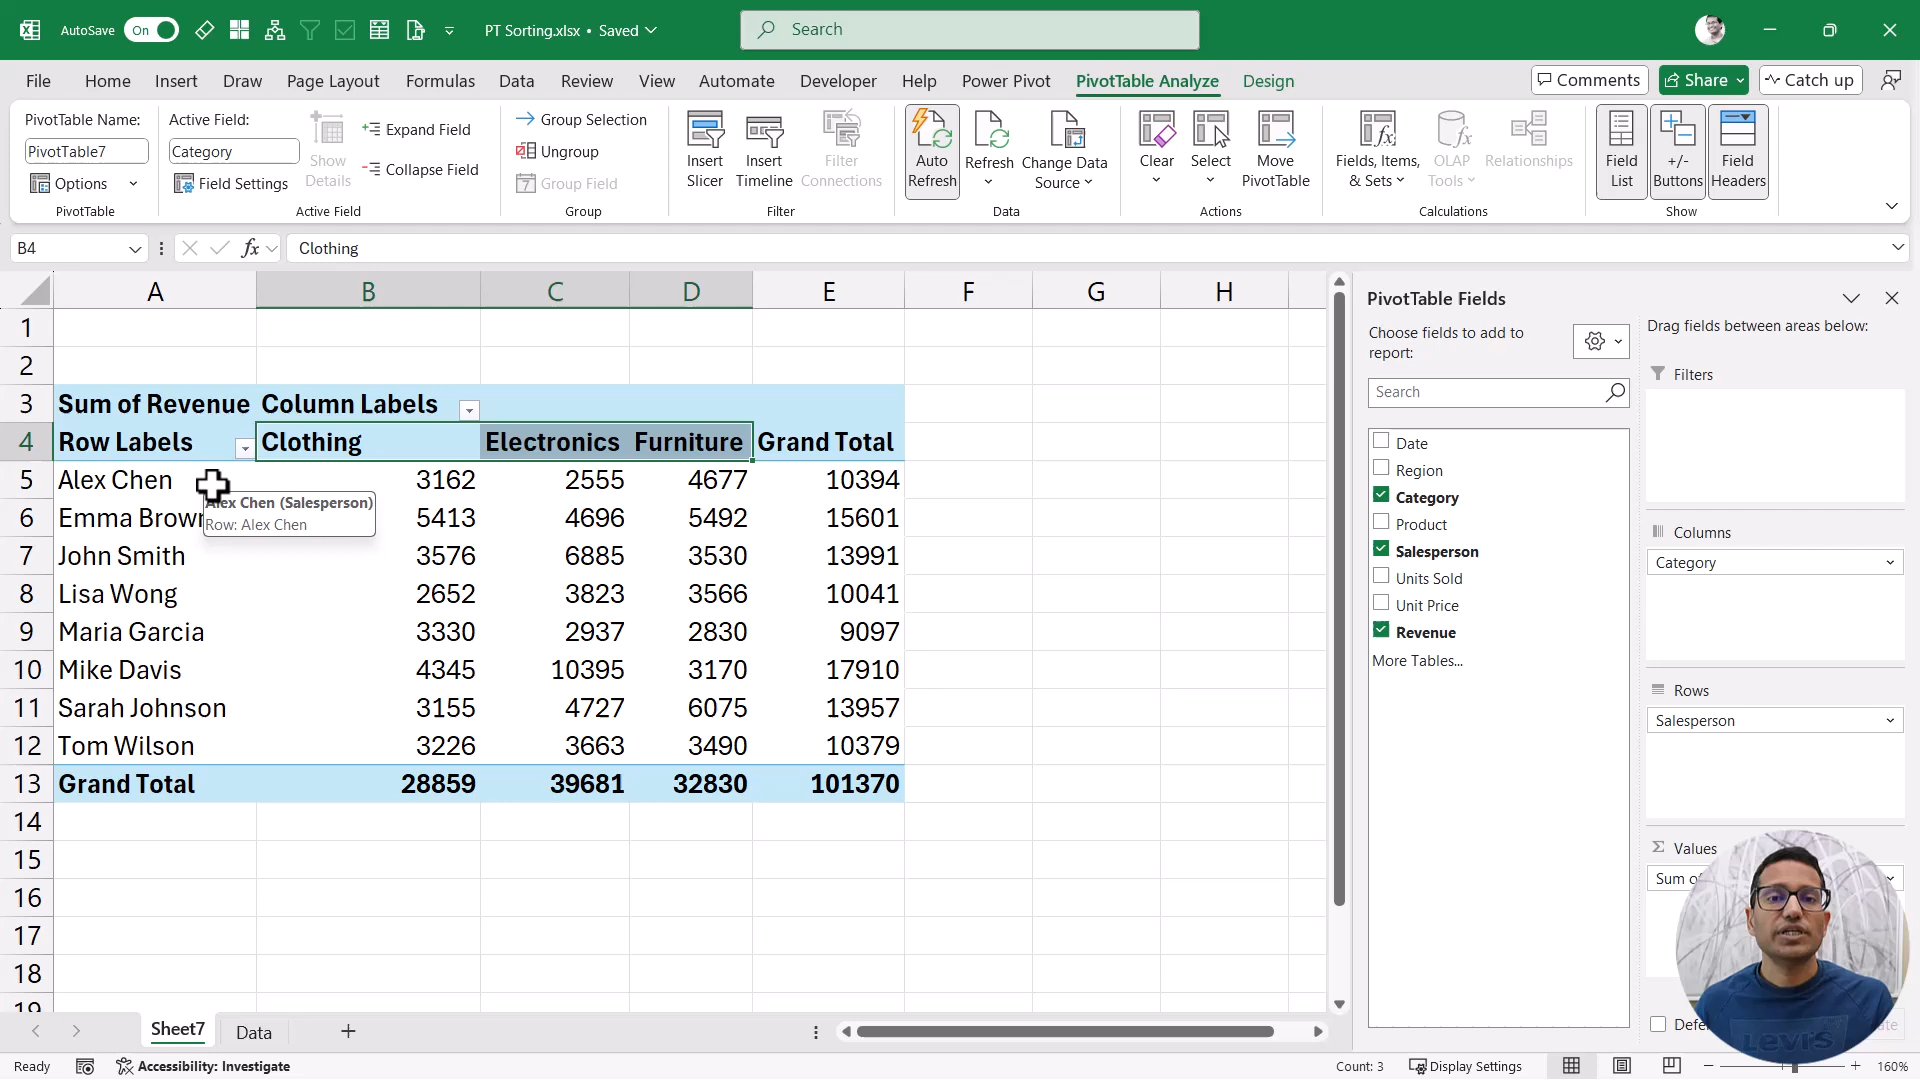 AutoSave On PT Sorting.xlsx • Saved Search
File Home Insert Draw Page Layout Formulas Data Review View Automate Developer Help Power Pivot PivotTable Analyze Design Comments Share Catch up
PivotTable Name:
PivotTable7
Options
PivotTable
Active Field:
Category
Field Settings
Show Details
Expand Field
Collapse Field
Active Field
Group Selection
Ungroup
Group Field
Group
Insert Slicer
Insert Timeline
Filter Connections
Filter
Auto Refresh
Refresh
Change Data Source
Data
Clear
Select
Move PivotTable
Actions
Fields, Items, & Sets
OLAP Tools
Relationships
Calculations
Field List
+/- Buttons
Field Headers
Show
B4 fx Clothing
A B C D E F G H
1
2
3 Sum of Revenue Column Labels
4 Row Labels Clothing Electronics Furniture Grand Total
5 Alex Chen 3162 2555 4677 10394
Alex Chen (Salesperson)
Row: Alex Chen
6 Emma Brown 5413 4696 5492 15601
7 John Smith 3576 6885 3530 13991
8 Lisa Wong 2652 3823 3566 10041
9 Maria Garcia 3330 2937 2830 9097
10 Mike Davis 4345 10395 3170 17910
11 Sarah Johnson 3155 4727 6075 13957
12 Tom Wilson 3226 3663 3490 10379
13 Grand Total 28859 39681 32830 101370
14
15
16
17
18
19
PivotTable Fields
Choose fields to add to
report:
Search
Date
Region
Category
Product
Salesperson
Units Sold
Unit Price
Revenue
More Tables...
Drag fields between areas below:
Filters
Columns
Category
Rows
Salesperson
Σ Values
Sum o
Defe
Levi's
Sheet7 Data
Ready Accessibility: Investigate Count: 3 Display Settings 160%